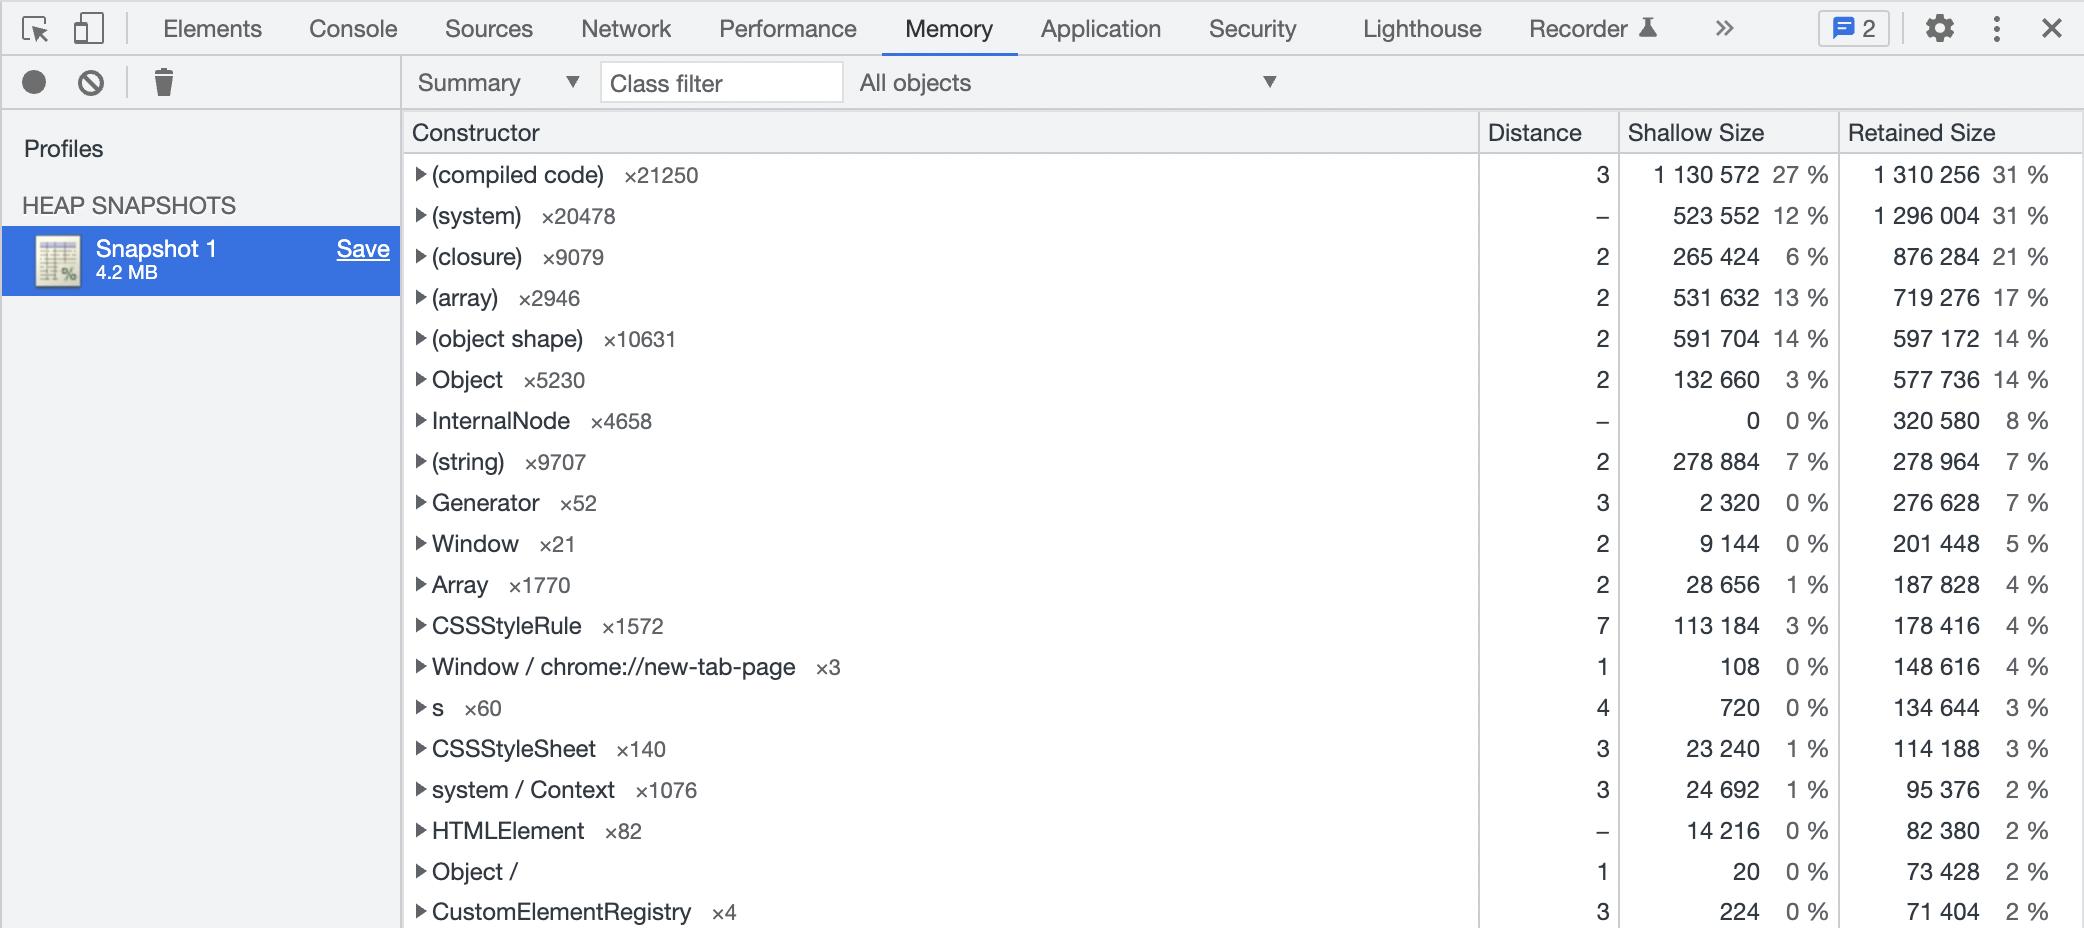 Elements Console Sources Network Performance Memory Application Security Lighthouse Recorder 2
Summary ▼ Class filter All objects ▼
Profiles
HEAP SNAPSHOTS
Snapshot 1 Save
4.2 MB
Constructor Distance Shallow Size Retained Size
(compiled code) ×21250 3 1 130 572 27 % 1 310 256 31 %
(system) ×20478 – 523 552 12 % 1 296 004 31 %
(closure) ×9079 2 265 424 6 % 876 284 21 %
(array) ×2946 2 531 632 13 % 719 276 17 %
(object shape) ×10631 2 591 704 14 % 597 172 14 %
Object ×5230 2 132 660 3 % 577 736 14 %
InternalNode ×4658 – 0 0 % 320 580 8 %
(string) ×9707 2 278 884 7 % 278 964 7 %
Generator ×52 3 2 320 0 % 276 628 7 %
Window ×21 2 9 144 0 % 201 448 5 %
Array ×1770 2 28 656 1 % 187 828 4 %
CSSStyleRule ×1572 7 113 184 3 % 178 416 4 %
Window / chrome://new-tab-page ×3 1 108 0 % 148 616 4 %
s ×60 4 720 0 % 134 644 3 %
CSSStyleSheet ×140 3 23 240 1 % 114 188 3 %
system / Context ×1076 3 24 692 1 % 95 376 2 %
HTMLElement ×82 – 14 216 0 % 82 380 2 %
Object / 1 20 0 % 73 428 2 %
CustomElementRegistry ×4 3 224 0 % 71 404 2 %